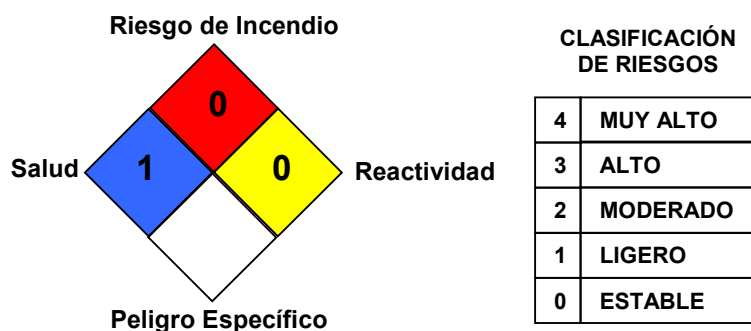 Riesgo de Incendio
0
Salud
1
0
Reactividad
Peligro Específico
CLASIFICACIÓN
DE RIESGOS
4 MUY ALTO
3 ALTO
2 MODERADO
1 LIGERO
0 ESTABLE